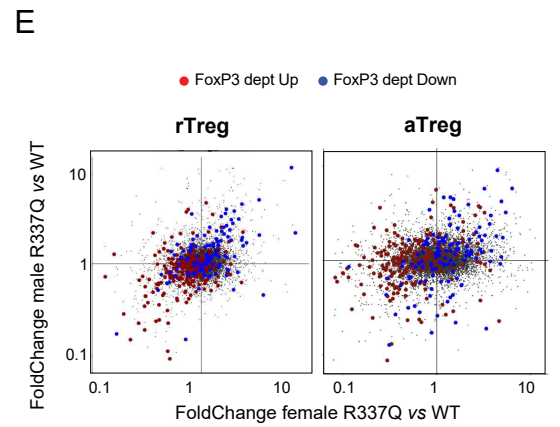 E
FoxP3 dept Up FoxP3 dept Down
rTreg aTreg
FoldChange male R337Q vs WT
10
1
0.1
0.1 1 10 0.1 1 10
FoldChange female R337Q vs WT